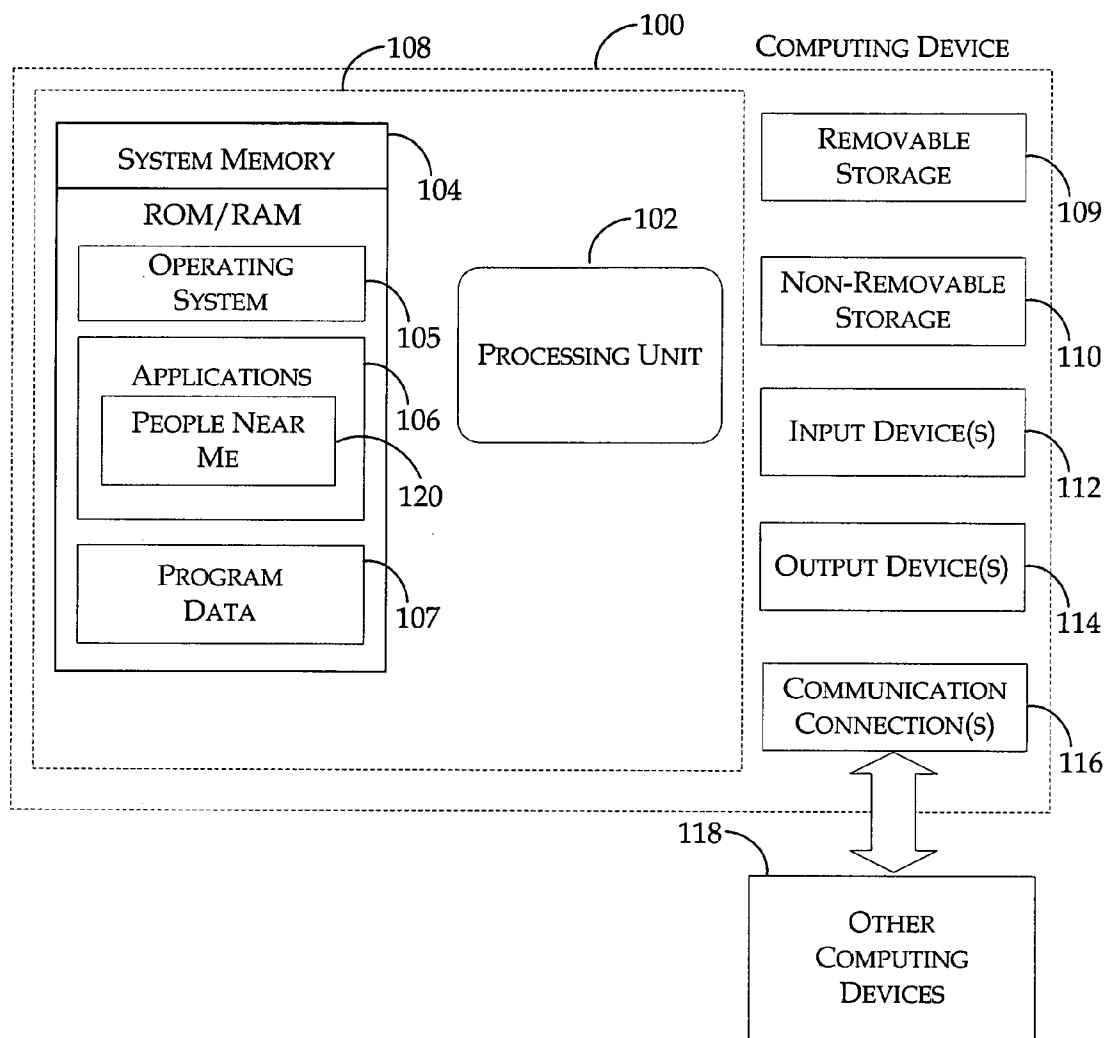 100
COMPUTING DEVICE
108
SYSTEM MEMORY
104
ROM/RAM
OPERATING
SYSTEM
105
APPLICATIONS
106
PEOPLE NEAR
ME
120
PROGRAM
DATA
107
102
PROCESSING UNIT
REMOVABLE
STORAGE
109
NON-REMOVABLE
STORAGE
110
INPUT DEVICE(S)
112
OUTPUT DEVICE(S)
114
COMMUNICATION
CONNECTION(S)
116
118
OTHER
COMPUTING
DEVICES